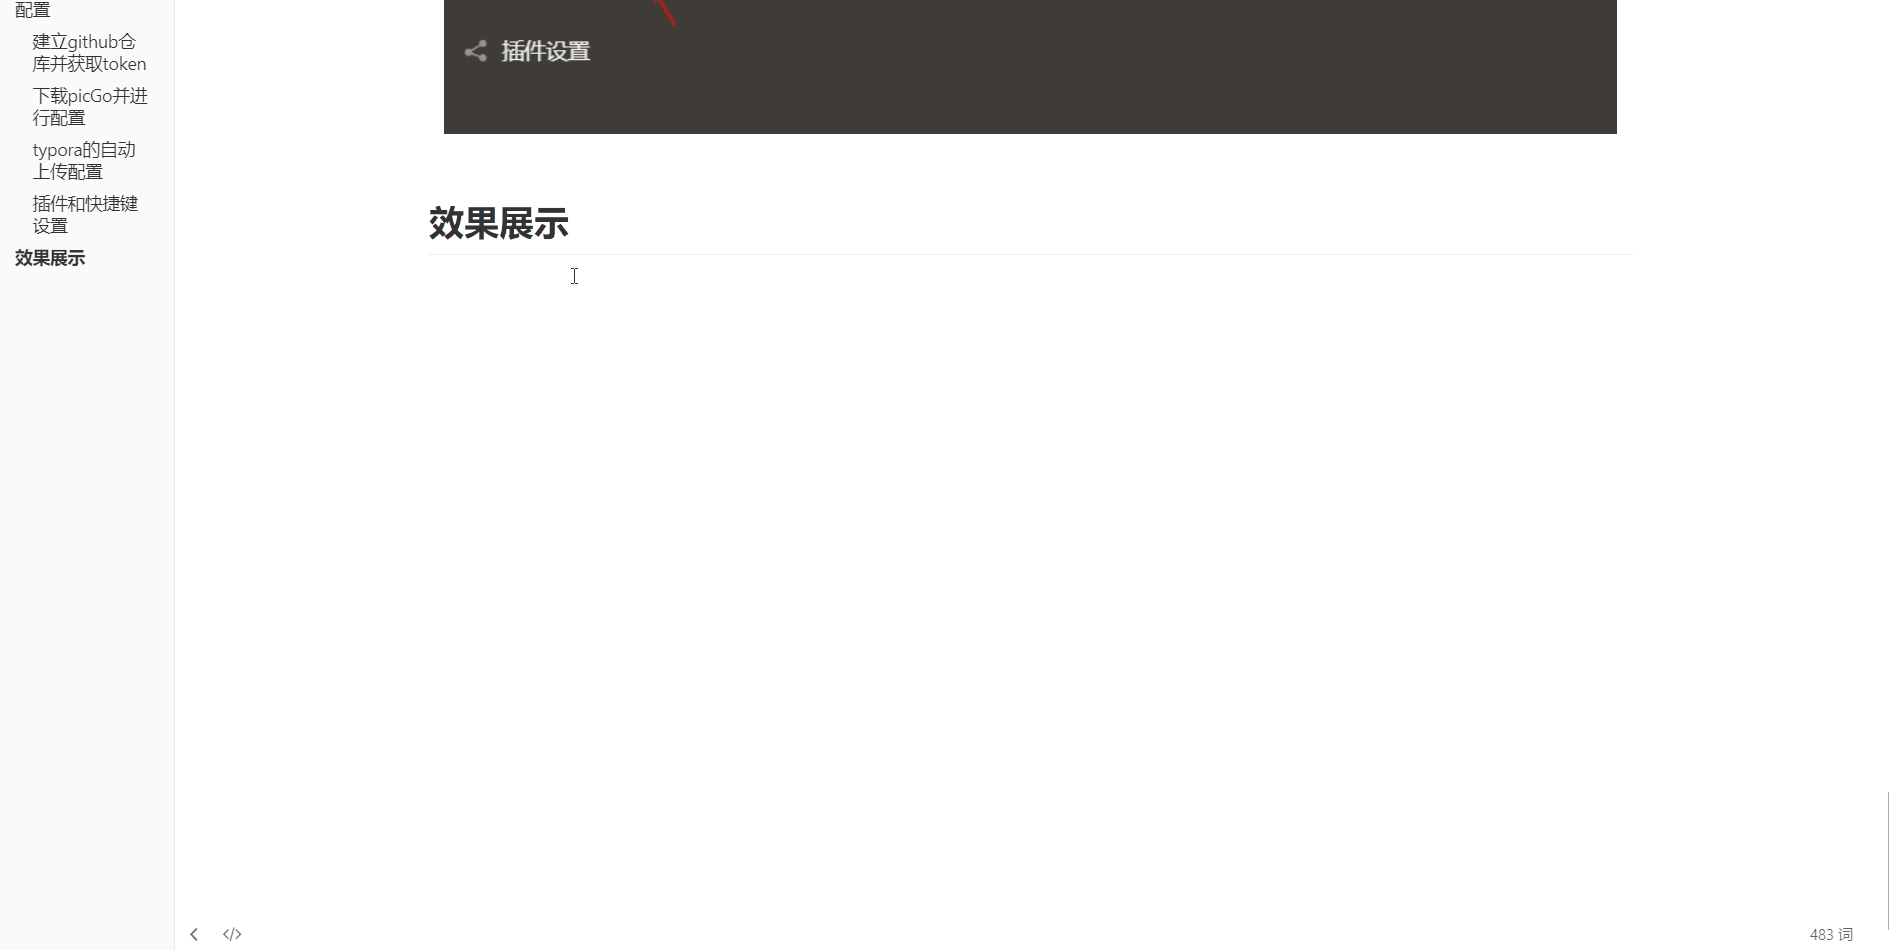 配置
建立github仓
库并获取token
下载picGo并进
行配置
typora的自动
上传配置
插件和快捷键
设置
效果展示
插件设置
效果展示
</>
483 词